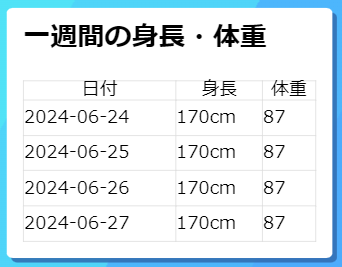 一週間の身長・体重
日付 身長 体重
2024-06-24 170cm 87
2024-06-25 170cm 87
2024-06-26 170cm 87
2024-06-27 170cm 87